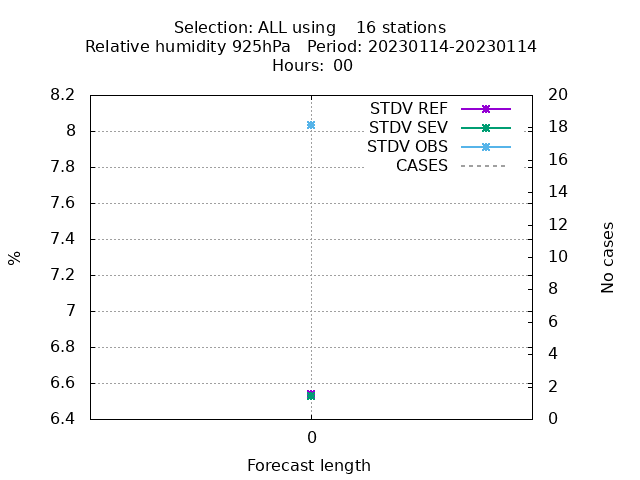 Selection: ALL using    16 stations
Relative humidity 925hPa   Period: 20230114-20230114
Hours: 00
STDV REF
STDV SEV
STDV OBS
CASES
8.2
8
7.8
7.6
7.4
7.2
7
6.8
6.6
6.4
%
20
18
16
14
12
10
8
6
4
2
0
No cases
0
Forecast length